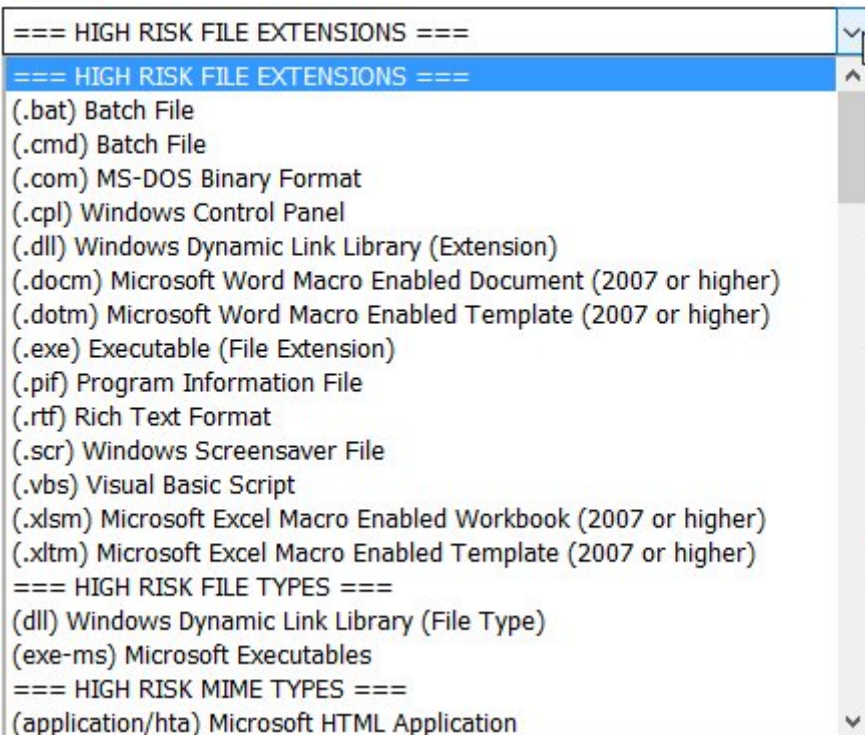 === HIGH RISK FILE EXTENSIONS ===
=== HIGH RISK FILE EXTENSIONS ===
(.bat) Batch File
(.cmd) Batch File
(.com) MS-DOS Binary Format
(.cpl) Windows Control Panel
(.dll) Windows Dynamic Link Library (Extension)
(.docm) Microsoft Word Macro Enabled Document (2007 or higher)
(.dotm) Microsoft Word Macro Enabled Template (2007 or higher)
(.exe) Executable (File Extension)
(.pif) Program Information File
(.rtf) Rich Text Format
(.scr) Windows Screensaver File
(.vbs) Visual Basic Script
(.xlsm) Microsoft Excel Macro Enabled Workbook (2007 or higher)
(.xltm) Microsoft Excel Macro Enabled Template (2007 or higher)
=== HIGH RISK FILE TYPES ===
(dll) Windows Dynamic Link Library (File Type)
(exe-ms) Microsoft Executables
=== HIGH RISK MIME TYPES ===
(application/hta) Microsoft HTML Application